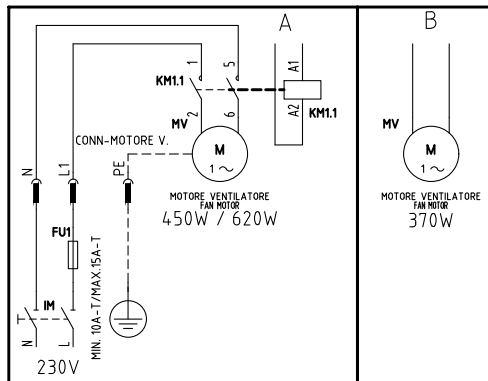 A
B
1
5
KM1.1
A1
A2
KM1.1
2
6
MV
CONN-MOTORE V.
M
1~
N
L1
PE
MOTORE VENTILATORE
FAN MOTOR
450W / 620W
FU1
MIN. 10A-T/MAX.15A-T
IM
N
L
230V
MV
M
1~
MOTORE VENTILATORE
FAN MOTOR
370W